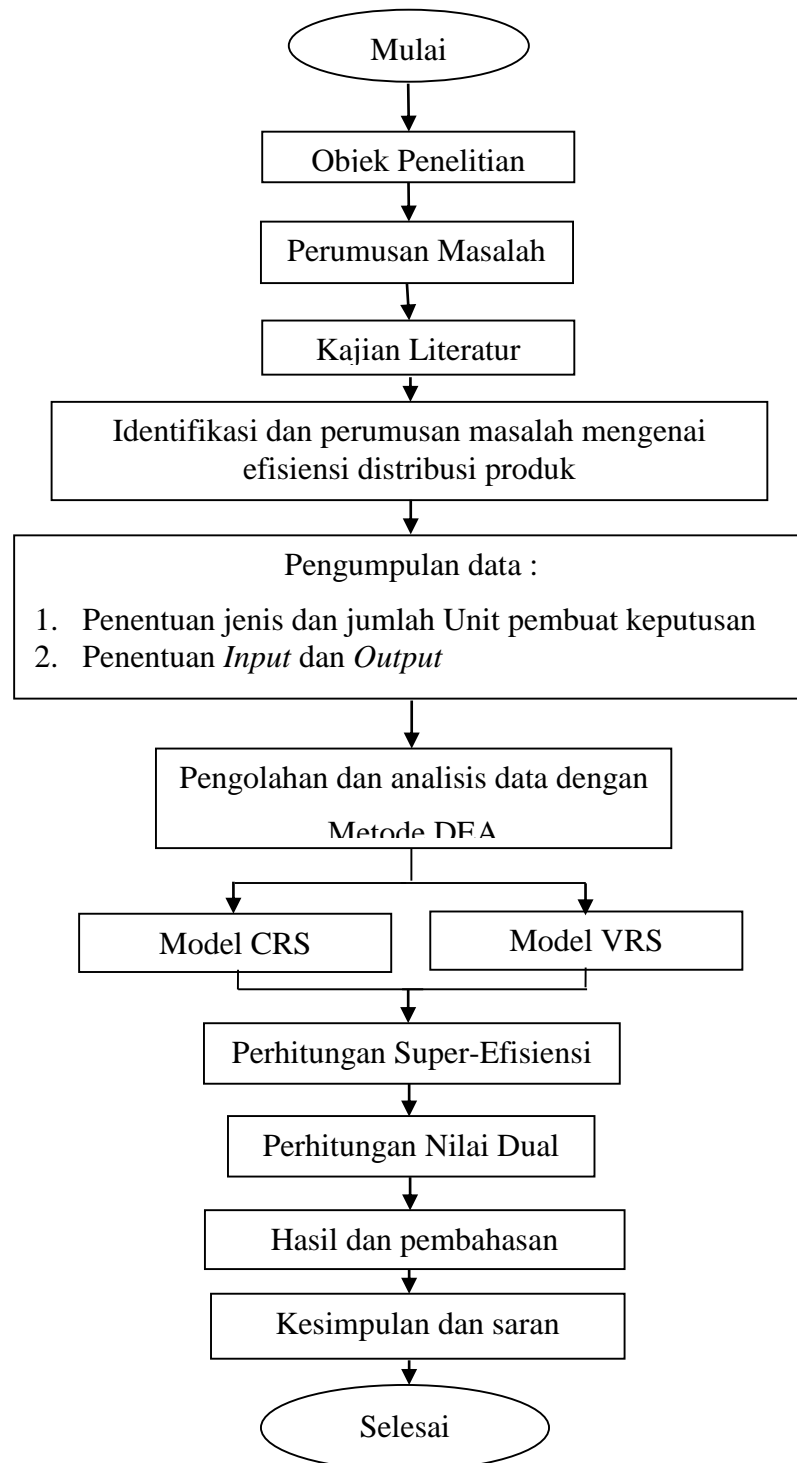 Mulai
Objek Penelitian
Perumusan Masalah
Kajian Literatur
Identifikasi dan perumusan masalah mengenai
efisiensi distribusi produk
Pengumpulan data :
1. Penentuan jenis dan jumlah Unit pembuat keputusan
2. Penentuan Input dan Output
Pengolahan dan analisis data dengan
Metode DEA
Model CRS
Model VRS
Perhitungan Super-Efisiensi
Perhitungan Nilai Dual
Hasil dan pembahasan
Kesimpulan dan saran
Selesai